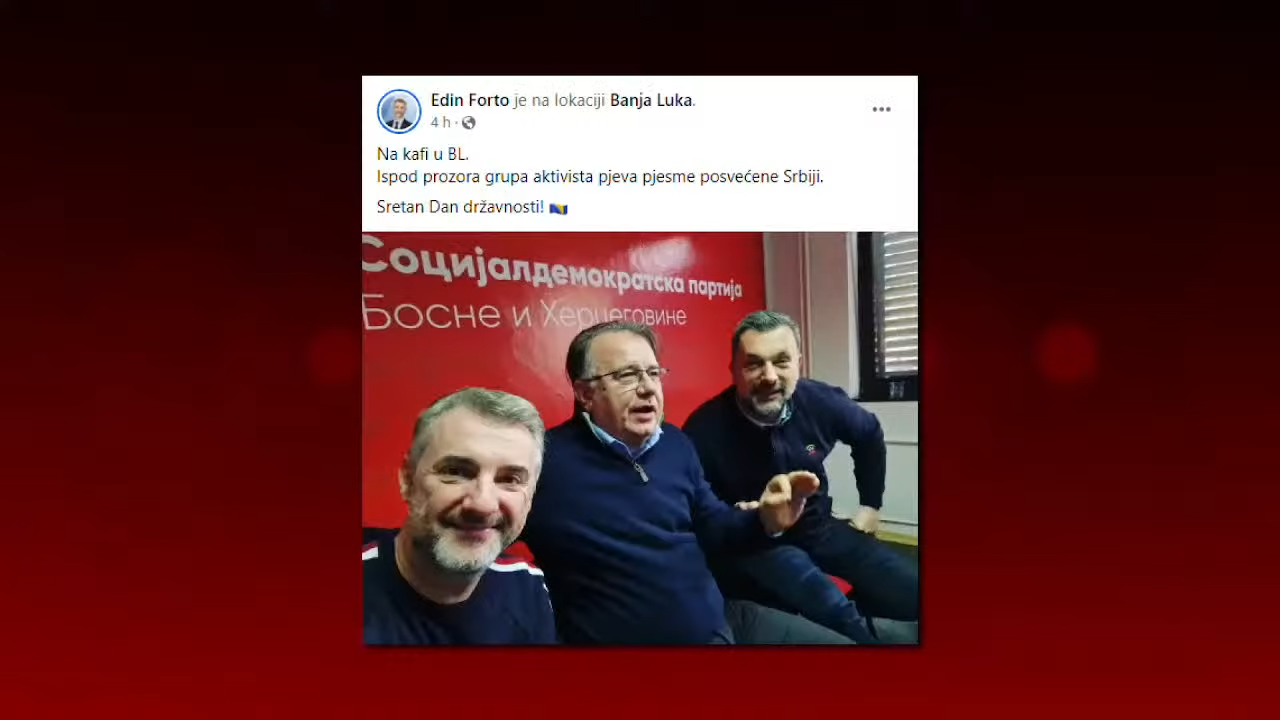 Edin Forto je na lokaciji Banja Luka.
4 h ·
Na kafi u BL.
Ispod prozora grupa aktivista pjeva pjesme posvećene Srbiji.
Sretan Dan državnosti! 🇧🇦
Социјалдемократска партија
Босне и Херцеговине